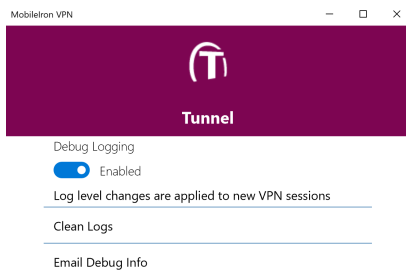 MobileIron VPN
Tunnel
Debug Logging
Enabled
Log level changes are applied to new VPN sessions
Clean Logs
Email Debug Info